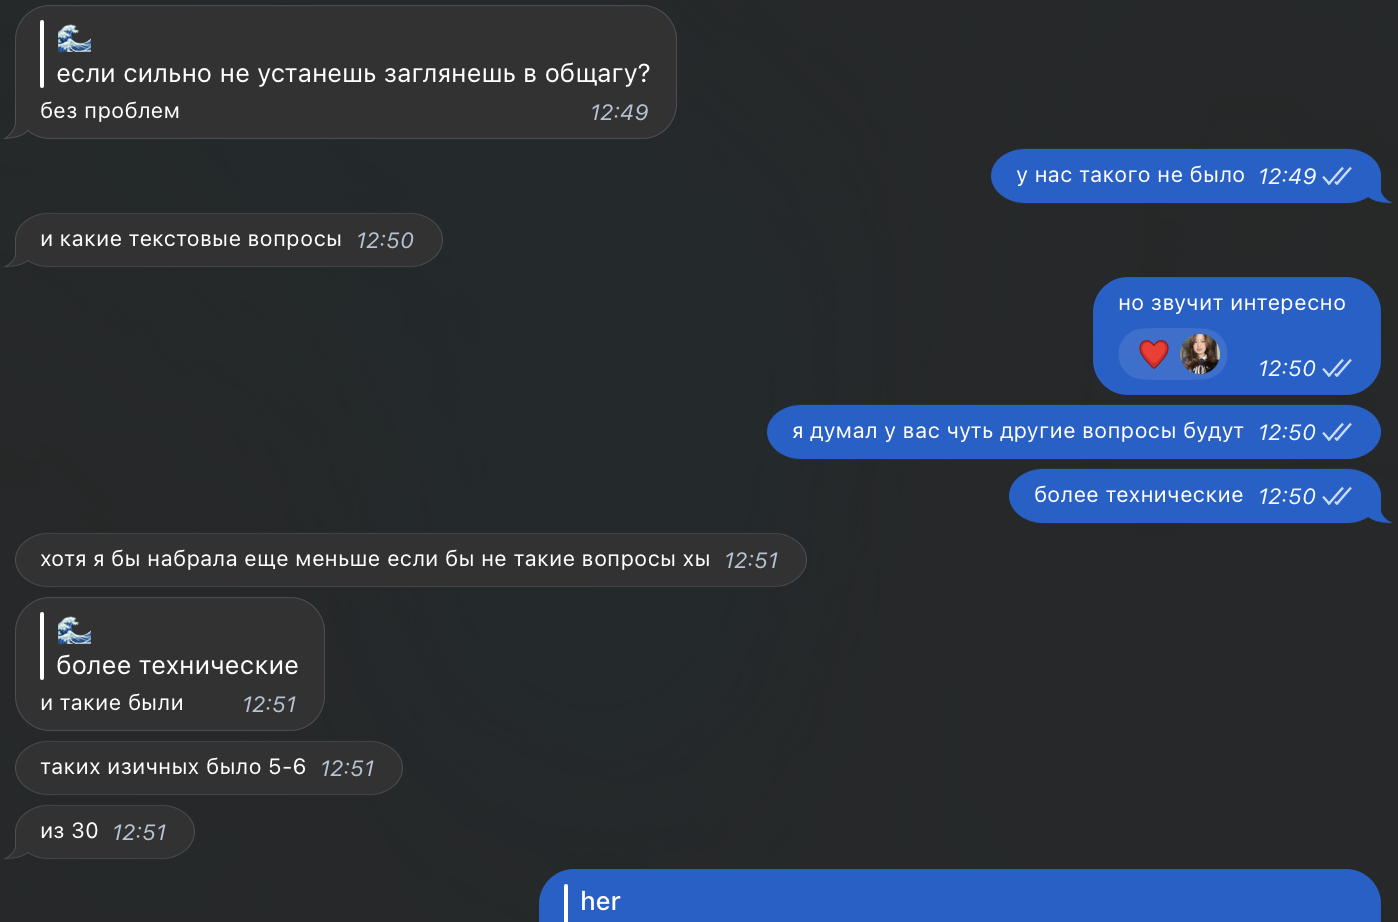 🌊
если сильно не устанешь заглянешь в общагу?
без проблем 12:49
у нас такого не было 12:49
и какие текстовые вопросы 12:50
но звучит интересно
12:50
я думал у вас чуть другие вопросы будут 12:50
более технические 12:50
хотя я бы набрала еще меньше если бы не такие вопросы хы 12:51
🌊
более технические
и такие были 12:51
таких изичных было 5-6 12:51
из 30 12:51
her